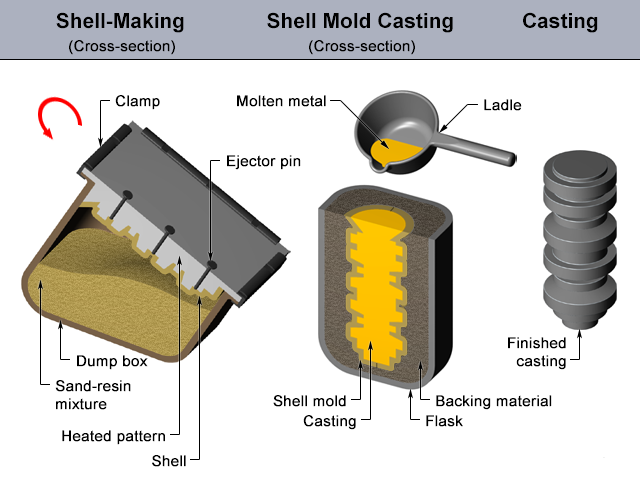 Shell-Making
(Cross-section)
Shell Mold Casting
(Cross-section)
Casting
Clamp
Ejector pin
Dump box
Sand-resin
mixture
Heated pattern
Shell
Molten metal
Ladle
Shell mold
Casting
Backing material
Flask
Finished
casting